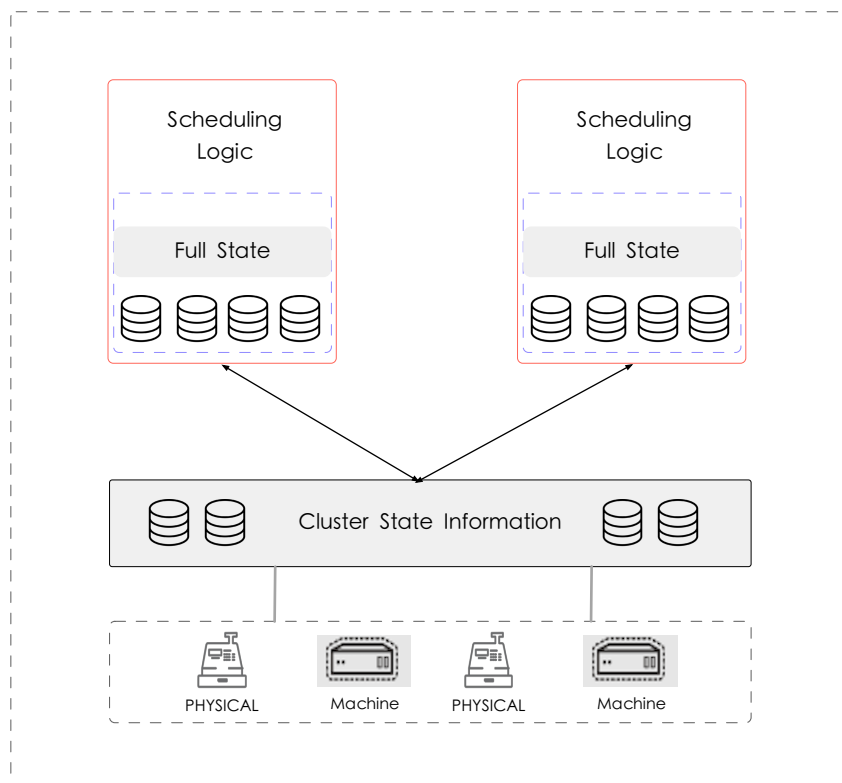 Scheduling
Logic
Scheduling
Logic
Full State
Full State
Cluster State Information
PHYSICAL
Machine
PHYSICAL
Machine